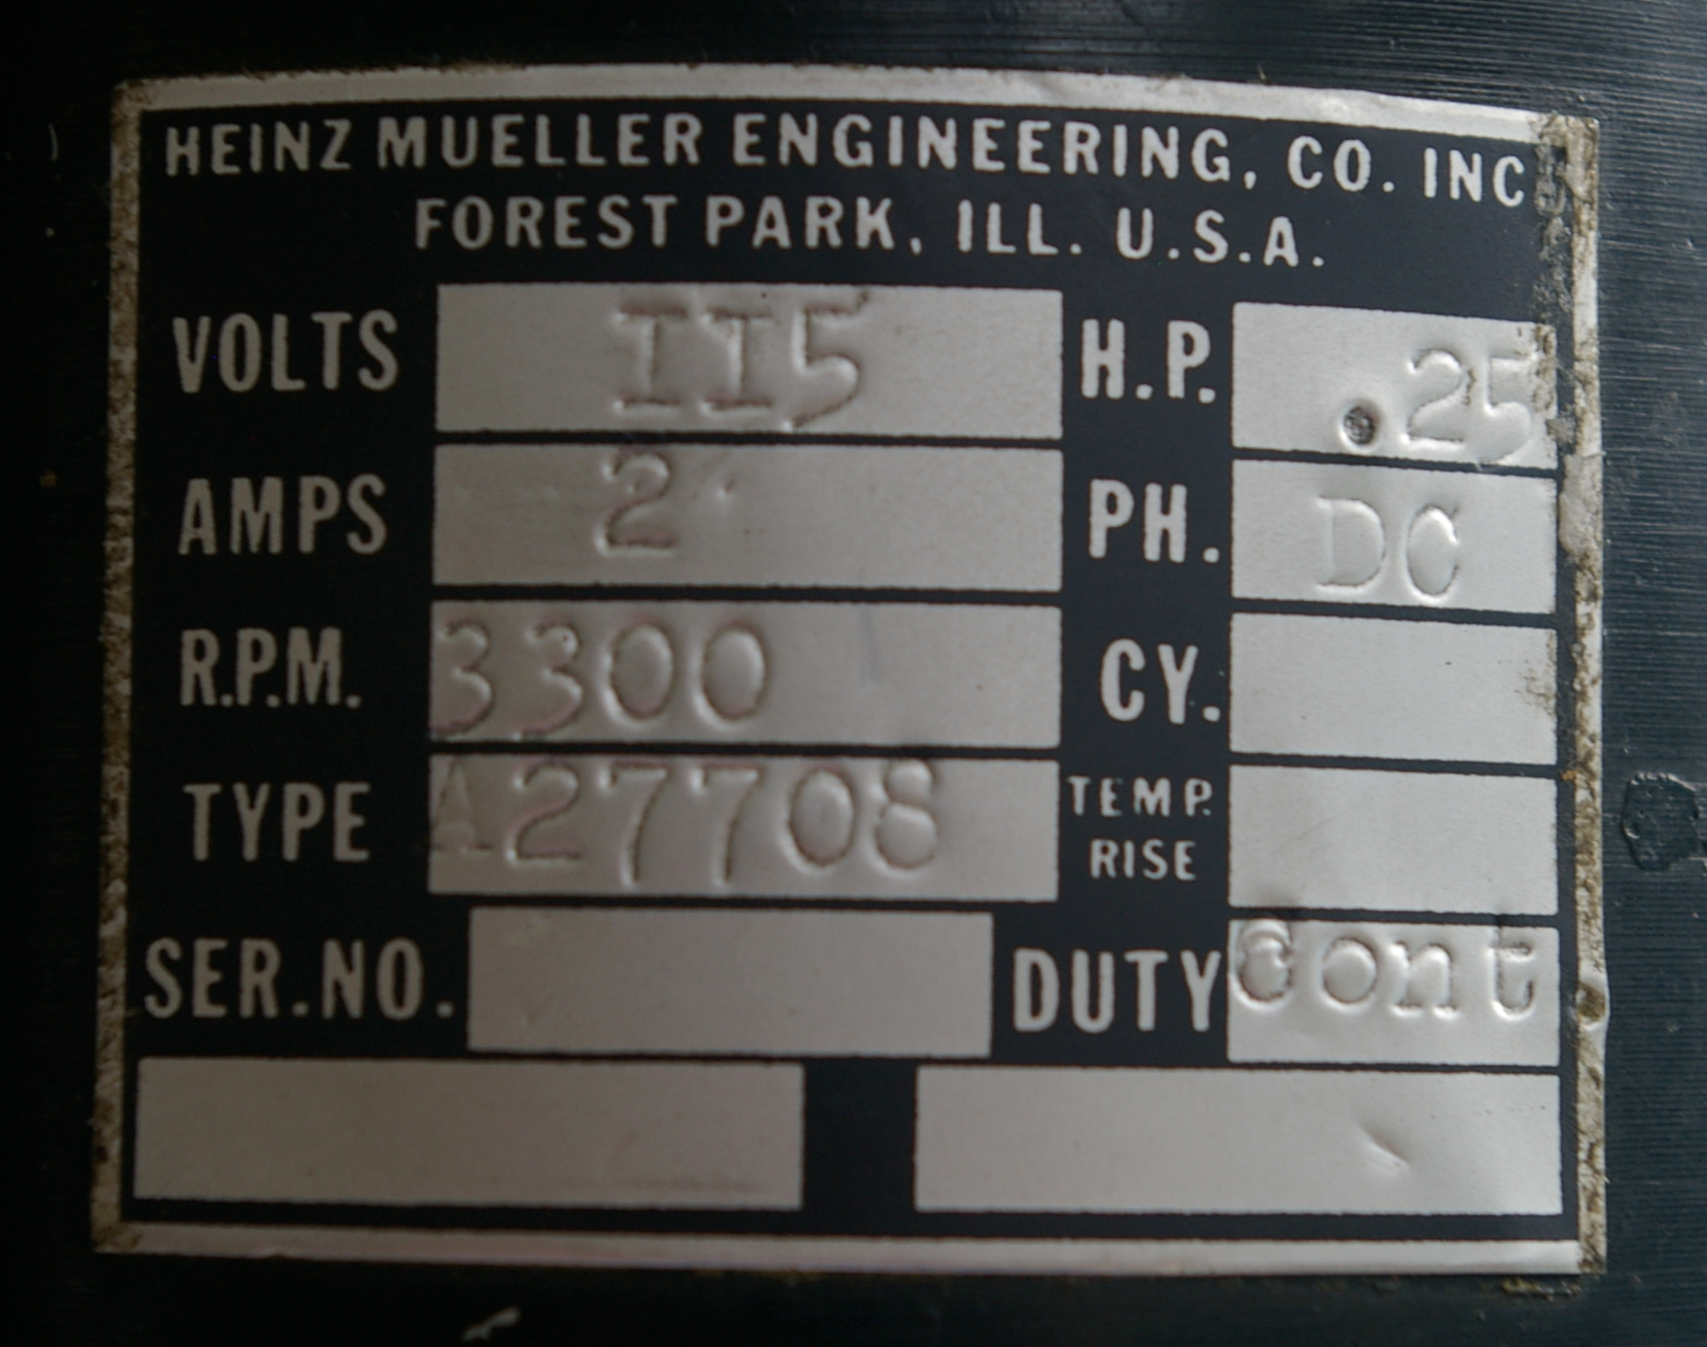 HEINZ MUELLER ENGINEERING, CO. INC
FOREST PARK, ILL. U.S.A.
VOLTS II5 H.P. .25
AMPS 2 PH. DC
R.P.M. 3300 CY.
TYPE A27708 TEMP. RISE
SER.NO. DUTY Cont